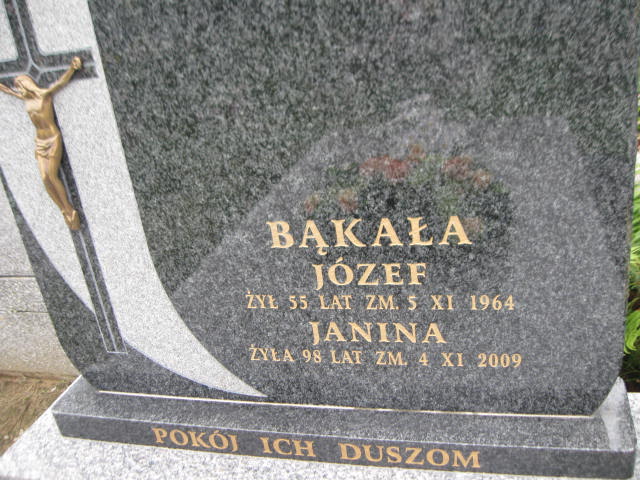 BĄKAŁA
JÓZEF
ŻYŁ 55 LAT ZM. 5 XI 1964
JANINA
ŻYŁA 98 LAT ZM. 4 XI 2009
POKÓJ ICH DUSZOM